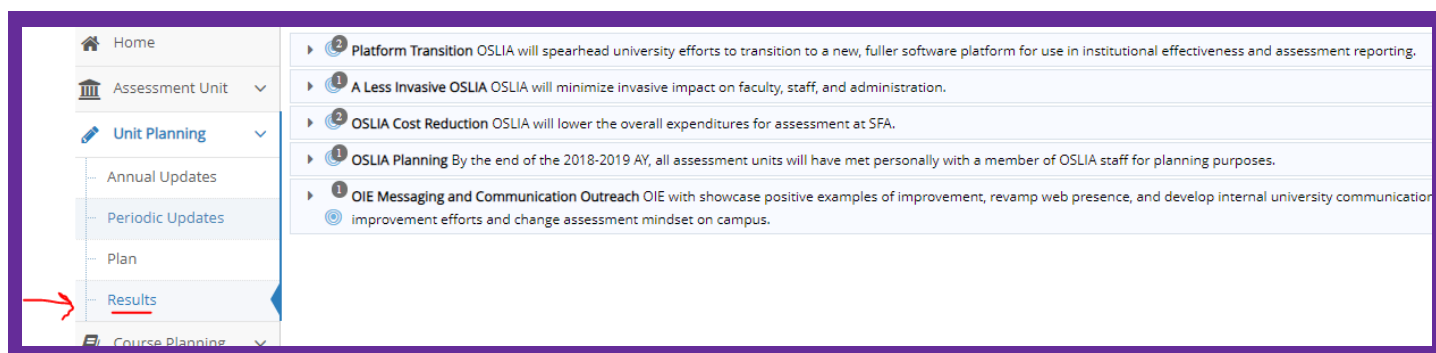 Home
Assessment Unit
Unit Planning
Annual Updates
Periodic Updates
Plan
Results
Course Planning
2 Platform Transition OSLIA will spearhead university efforts to transition to a new, fuller software platform for use in institutional effectiveness and assessment reporting.
1 A Less Invasive OSLIA OSLIA will minimize invasive impact on faculty, staff, and administration.
2 OSLIA Cost Reduction OSLIA will lower the overall expenditures for assessment at SFA.
1 OSLIA Planning By the end of the 2018-2019 AY, all assessment units will have met personally with a member of OSLIA staff for planning purposes.
1 OIE Messaging and Communication Outreach OIE with showcase positive examples of improvement, revamp web presence, and develop internal university communication
improvement efforts and change assessment mindset on campus.